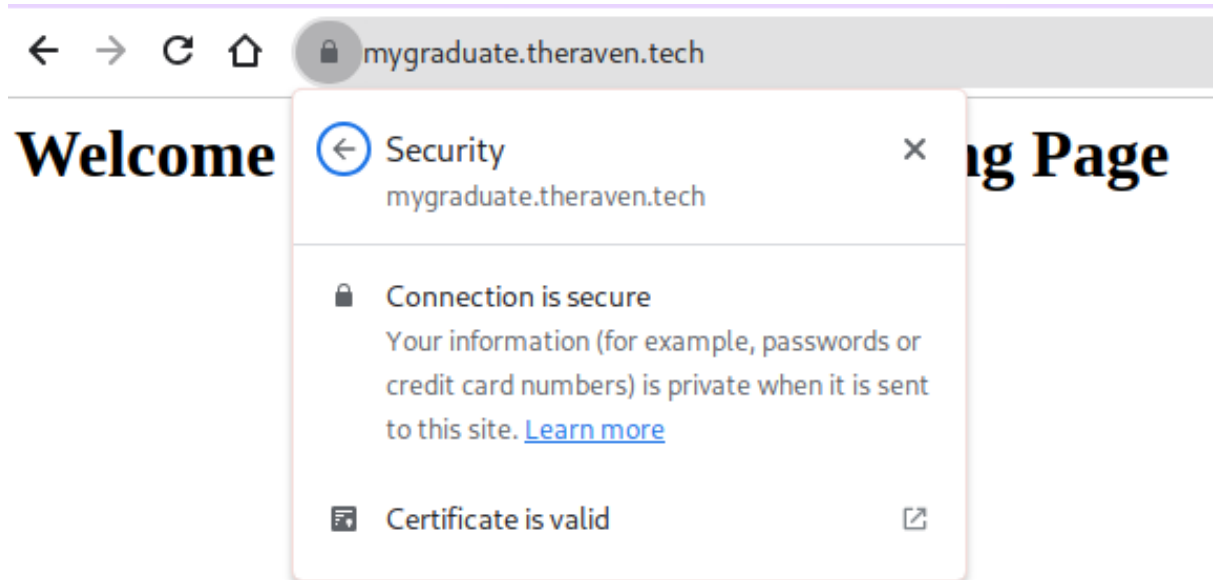 mygraduate.theraven.tech
Welcome
ng Page
Security
mygraduate.theraven.tech
Connection is secure
Your information (for example, passwords or
credit card numbers) is private when it is sent
to this site. Learn more
Certificate is valid